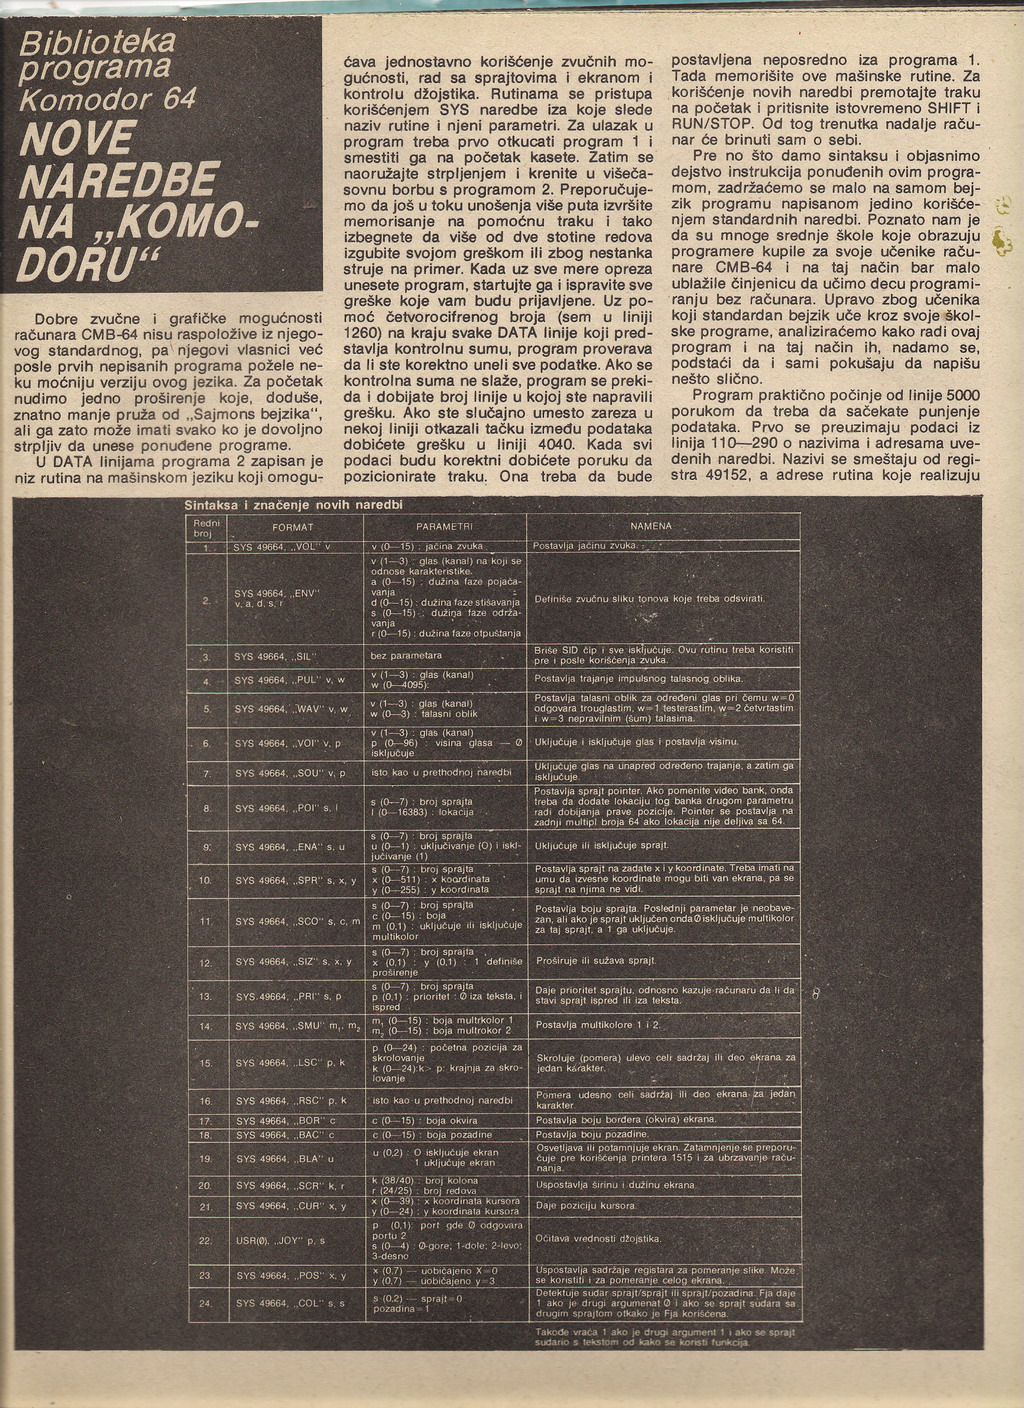 Biblioteka
programa
Komodor 64
NOVE
NAREDBE
NA „KOMO-
DORU“
Dobre zvučne i grafičke mogućnosti
računara CMB-64 nisu raspoložive iz njego-
vog standardnog, pa njegovi vlasnici već
posle prvih nepisanih programa požele ne-
ku moćniju verziju ovog jezika. Za početak
nudimo jedno proširenje koje, doduše,
znatno manje pruža od „Sajmons bejzika“,
ali ga zato može imati svako ko je dovoljno
strpljiv da unese ponuđene programe.
U DATA linijama programa 2 zapisan je
niz rutina na mašinskom jeziku koji omogu-
ćava jednostavno korišćenje zvučnih mo-
gućnosti, rad sa sprajtovima i ekranom i
kontrolu džojstika. Rutinama se pristupa
korišćenjem SYS naredbe iza koje slede
naziv rutine i njeni parametri. Za ulazak u
program treba prvo otkucati program 1 i
smestiti ga na početak kasete. Zatim se
naoružajte strpljenjem i krenite u višeča-
sovnu borbu s programom 2. Preporučuje-
mo da još u toku unošenja više puta izvršite
memorisanje na pomoćnu traku i tako
izbegnete da više od dve stotine redova
izgubite svojom greškom ili zbog nestanka
struje na primer. Kada uz sve mere opreza
unesete program, startujte ga i ispravite sve
greške koje vam budu prijavljene. Uz po-
moć četvorocifrenog broja (sem u liniji
1260) na kraju svake DATA linije koji pred-
stavlja kontrolnu sumu, program proverava
da li ste korektno uneli sve podatke. Ako se
kontrolna suma ne slaže, program se preki-
da i dobijate broj linije u kojoj ste napravili
grešku. Ako ste slučajno umesto zareza u
nekoj liniji otkazali tačku između podataka
dobićete grešku u liniji 4040. Kada svi
podaci budu korektni dobićete poruku da
pozicionirate traku. Ona treba da bude
postavljena neposredno iza programa 1.
Tada memorišite ove mašinske rutine. Za
korišćenje novih naredbi premotajte traku
na početak i pritisnite istovremeno SHIFT i
RUN/STOP. Od tog trenutka nadalje raču-
nar će brinuti sam o sebi.
Pre no što damo sintaksu i objasnimo
dejstvo instrukcija ponuđenih ovim progra-
mom, zadržaćemo se malo na samom bej-
zik programu napisanom jedino korišće-
njem standardnih naredbi. Poznato nam je
da su mnoge srednje škole koje obrazuju
programere kupile za svoje učenike raču-
nare CMB-64 i na taj način bar malo
ublažile činjenicu da učimo decu programi-
ranju bez računara. Upravo zbog učenika
koji standardan bejzik uče kroz svoje škol-
ske programe, analiziraćemo kako radi ovaj
program i na taj način ih, nadamo se,
podstaći da i sami pokušaju da napišu
nešto slično.
Program praktično počinje od linije 5000
porukom da treba da sačekate punjenje
podataka. Prvo se preuzimaju podaci iz
linija 110—290 o nazivima i adresama uve-
denih naredbi. Nazivi se smeštaju od regi-
stra 49152, a adrese rutina koje realizuju
Sintaksa i značenje novih naredbi
Redni
broj
FORMAT
PARAMETRI
NAMENA
1.
SYS 49664, „VOL“ v
v (0—15) : jačina zvuka
Postavlja jačinu zvuka.
2.
SYS 49664, „ENV“
v, a, d, s, r
v (1—3) : glas (kanal) na koji se
odnose karakteristike.
a (0—15) : dužina faze pojača-
vanja
d (0—15) : dužina faze stišavanja
s (0—15) : dužina faze održa-
vanja
r (0—15) : dužina faze otpuštanja
Definiše zvučnu sliku tonova koje treba odsvirati.
3.
SYS 49664, „SIL“
bez parametara
Briše SID čip i sve isključuje. Ovu rutinu treba koristiti
pre i posle korišćenja zvuka.
4.
SYS 49664, „PUL“ v, w
v (1—3) : glas (kanal)
w (0—4095):
Postavlja trajanje impulsnog talasnog oblika.
5.
SYS 49664, „WAV“ v, w
v (1—3) : glas (kanal)
w (0—3) : talasni oblik
Postavlja talasni oblik za određeni glas pri čemu w=0
odgovara trouglastim, w=1 testerastim, w=2 četvrtastim
i w=3 nepravilnim (šum) talasima.
6.
SYS 49664, „VOI“ v, p
v (1—3) : glas (kanal)
p (0—96) : visina glasa — 0
isključuje
Uključuje i isključuje glas i postavlja visinu.
7.
SYS 49664, „SOU“ v, p
isto kao u prethodnoj naredbi
Uključuje glas na unapred određeno trajanje, a zatim ga
isključuje.
8.
SYS 49664, „POI“ s, l
s (0—7) : broj sprajta
l (0—16383) : lokacija
Postavlja sprajt pointer. Ako pomenite video bank, onda
treba da dodate lokaciju tog banka drugom parametru
radi dobijanja prave pozicije. Pointer se postavlja na
zadnji multipl broja 64 ako lokacija nije deljiva sa 64.
9.
SYS 49664, „ENA“ s, u
s (0—7) : broj sprajta
u (0—1) : uključivanje (O) i isklj-
jučivanje (1)
Uključuje ili isključuje sprajt.
10.
SYS 49664, „SPR“ s, x, y
s (0—7) : broj sprajta
x (0—511) : x koordinata
y (0—255) : y koordinata
Postavlja sprajt na zadate x i y koordinate. Treba imati na
umu da izvesne koordinate mogu biti van ekrana, pa se
sprajt na njima ne vidi.
11
SYS 49664, „SCO“ s, c, m
s (0—7) : broj sprajta
c (0—15) : boja
m (0,1) : uključuje ili isključuje
multikolor
Postavlja boju sprajta. Poslednji parametar je neobave-
zan, ali ako je sprajt uključen onda 0 isključuje multikolor
za taj sprajt, a 1 ga uključuje.
12.
SYS 49664, „SIZ“ s, x, y
s (0—7) : broj sprajta
x (0,1) : y (0,1) : 1 definiše
proširenje
Proširuje ili sužava sprajt.
13.
SYS 49664, „PRI“ s, p
s (0—7) : broj sprajta
p (0,1) : prioritet : 0 iza teksta, i
ispred
Daje prioritet sprajtu, odnosno kazuje računaru da li da
stavi sprajt ispred ili iza teksta.
14.
SYS 49664, „SMU“ m1, m2
m1 (0—15) : boja multrkolor 1
m2 (0—15) : boja multrokor 2
Postavlja multikolore 1 i 2.
15.
SYS 49664, „LSC“ p, k
p (0—24) : početna pozicija za
skrolovanje
k (0—24):k> p: krajnja za skro-
lovanje
Skroluje (pomera) ulevo celi sadržaj ili deo ekrana za
jedan karakter.
16.
SYS 49664, „RSC“ p, k
isto kao u prethodnoj naredbi
Pomera udesno celi sadržaj ili deo ekrana za jedan
karakter.
17.
SYS 49664, „BOR“ c
c (0—15) : boja okvira
Postavlja boju bordera (okvira) ekrana.
18.
SYS 49664, „BAC“ c
c (0—15) : boja pozadine
Postavlja boju pozadine.
19.
SYS 49664, „BLA“ u
u (0,2) : O isključuje ekran
1 uključuje ekran
Osvetljava ili potamnjuje ekran. Zatamnjenje se preporu-
čuje pre korišćenja printera 1515 i za ubrzavanje raču-
nanja.
20.
SYS 49664, „SCR“ k, r
k (38/40) : broj kolona
r (24/25) : broj redova
Uspostavlja širinu i dužinu ekrana.
21.
SYS 49664, „CUR“ x, y
x (0—39) : x koordinata kursora
y (0—24) : y koordinata kursora
Daje poziciju kursora.
22.
USR(0), „JOY“ p, s
p (0,1): port gde 0 odgovara
portu 2
s (0—4) : 0-gore; 1-dole; 2-levo;
3-desno
Očitava vrednosti džojstika.
23.
SYS 49664, „POS“ x, y
x (0,7) — uobičajeno X=0
y (0,7) — uobičajeno y=3
Uspostavlja sadržaje registara za pomeranje slike. Može
se koristiti i za pomeranje celog ekrana.
24.
SYS 49664, „COL“ s, s
s (0,2) — sprajt=0
pozadina=1
Detektuje sudar sprajt/sprajt ili sprajt/pozadina. Fja daje
1 ako je drugi argumenat 0 i ako se sprajt sudara sa
drugim sprajtom otkako je Fja korišćena.
Takođe vraća 1 ako je drugi argument 1 i ako se sprajt
sudario s tekstom od kako se koristi funkcija.